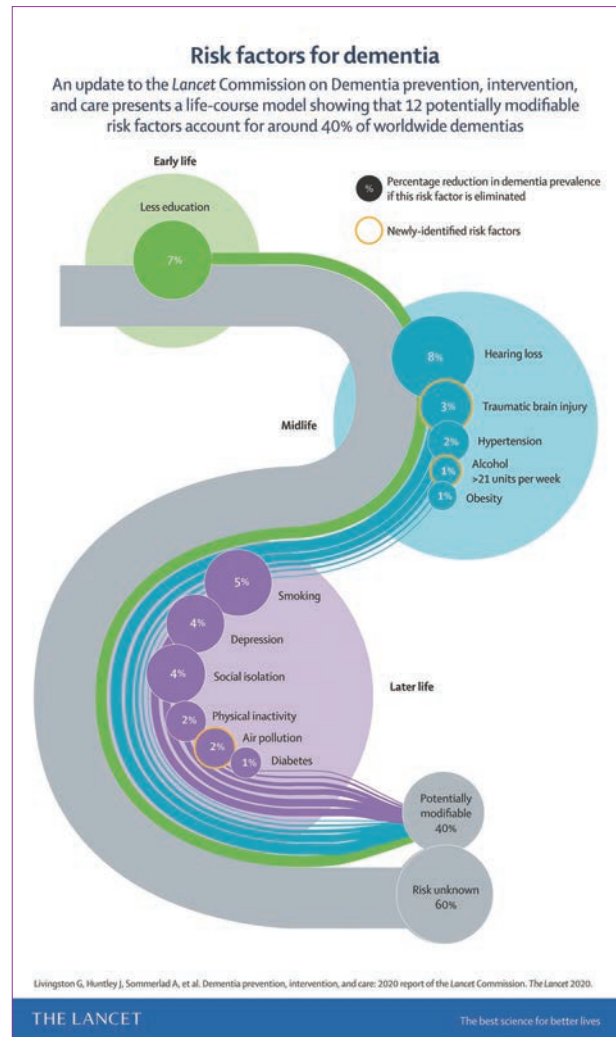 Risk factors for dementia
An update to the Lancet Commission on Dementia prevention, intervention,
and care presents a life-course model showing that 12 potentially modifiable
risk factors account for around 40% of worldwide dementias
Early life
Less education
7%
% Percentage reduction in dementia prevalence
if this risk factor is eliminated
Newly-identified risk factors
Midlife
8% Hearing loss
3% Traumatic brain injury
2% Hypertension
1% Alcohol
>21 units per week
1% Obesity
Later life
5% Smoking
4% Depression
4% Social isolation
2% Physical inactivity
2% Air pollution
1% Diabetes
Potentially
modifiable
40%
Risk unknown
60%
Livingston G, Huntley J, Sommerlad A, et al. Dementia prevention, intervention, and care: 2020 report of the Lancet Commission. The Lancet 2020.
THE LANCET
The best science for better lives